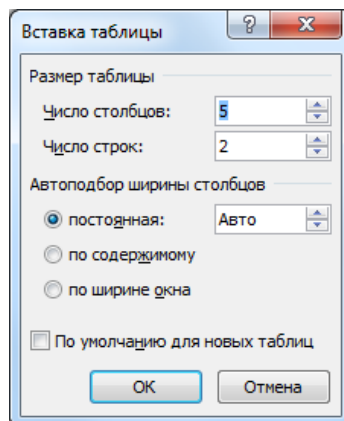 Вставка таблицы
Размер таблицы
Число столбцов: 5
Число строк: 2
Автоподбор ширины столбцов
постоянная: Авто
по содержимому
по ширине окна
По умолчанию для новых таблиц
ОК Отмена